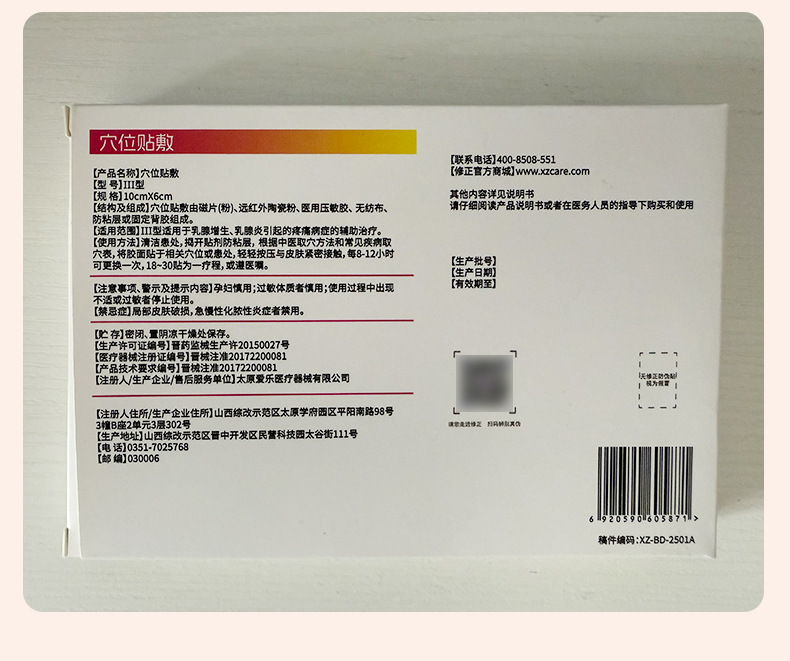 穴位贴敷
【产品名称】穴位贴敷
【型 号】III型
【规 格】10cmX6cm
【结构及组成】穴位贴敷由磁片(粉)、远红外陶瓷粉、医用压敏胶、无纺布、
防粘层或固定背胶组成。
【适用范围】III型适用于乳腺增生、乳腺炎引起的疼痛病症的辅助治疗。
【使用方法】清洁患处,揭开贴剂防粘层, 根据中医取穴方法和常见疾病取
穴表,将胶面贴于相关穴位或患处,轻轻按压与皮肤紧密接触,每8-12小时
可更换一次,18~30贴为一疗程,或遵医嘱。
【注意事项、警示及提示内容】孕妇慎用;过敏体质者慎用;使用过程中出现
不适或过敏者停止使用。
【禁忌症】局部皮肤破损,急慢性化脓性炎症者禁用。
【贮 存】密闭、置阴凉干燥处保存。
【生产许可证编号】晋药监械生产许20150027号
【医疗器械注册证编号】晋械注准20172200081
【产品技术要求编号】晋械注准20172200081
【注册人/生产企业/售后服务单位】太原爱乐医疗器械有限公司
【注册人住所/生产企业住所】山西综改示范区太原学府园区平阳南路98号
3幢B座2单元3层302号
【生产地址】山西综改示范区晋中开发区民营科技园太谷街111号
【电 话】0351-7025768
【邮 编】030006
【联系电话】400-8508-551
【修正官方商城】www.xzcare.com
其他内容详见说明书
请仔细阅读产品说明书或者在医务人员的指导下购买和使用
【生产批号】
【生产日期】
【有效期至】
请您走进修正 扫码辨别真伪
无修正防伪贴
视为假冒
6 920590 605871 >
稿件编码:XZ-BD-2501A